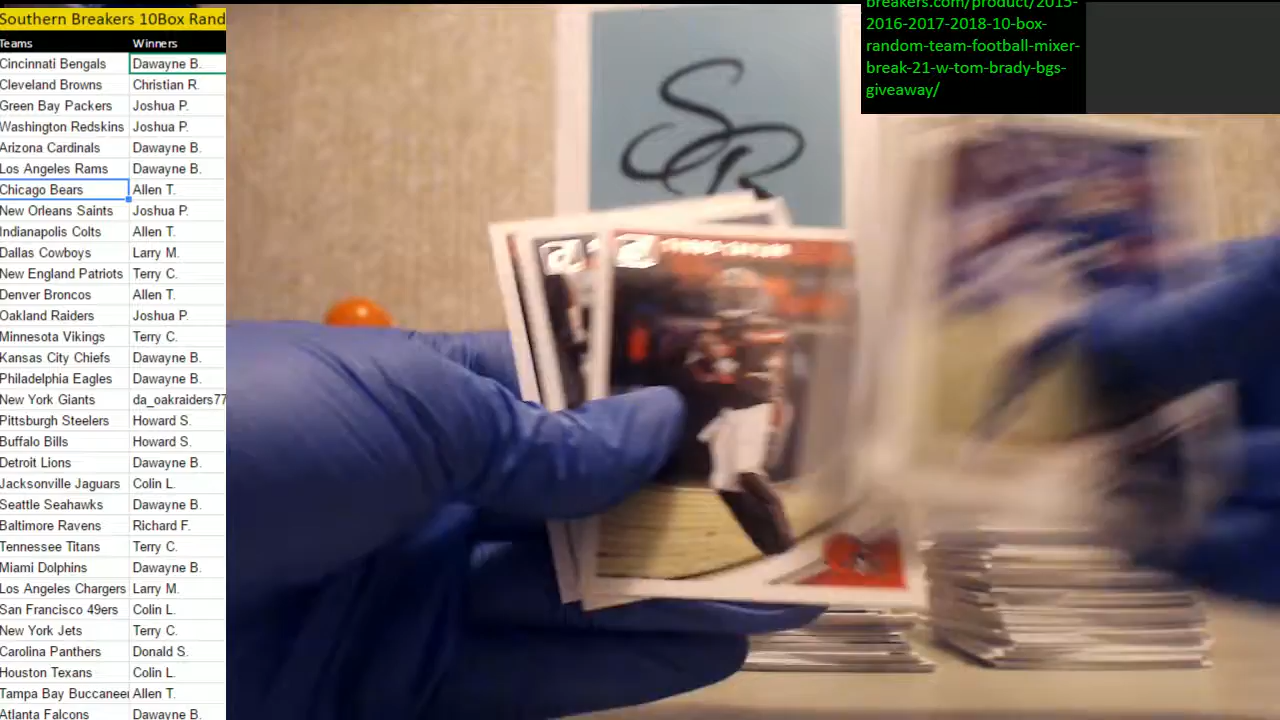 Southern Breakers 10Box Rand
Teams Winners
Cincinnati Bengals Dawayne B.
Cleveland Browns Christian R.
Green Bay Packers Joshua P.
Washington Redskins Joshua P.
Arizona Cardinals Dawayne B.
Los Angeles Rams Dawayne B.
Chicago Bears Allen T.
New Orleans Saints Joshua P.
Indianapolis Colts Allen T.
Dallas Cowboys Larry M.
New England Patriots Terry C.
Denver Broncos Allen T.
Oakland Raiders Joshua P.
Minnesota Vikings Terry C.
Kansas City Chiefs Dawayne B.
Philadelphia Eagles Dawayne B.
New York Giants da_oakraiders77
Pittsburgh Steelers Howard S.
Buffalo Bills Howard S.
Detroit Lions Dawayne B.
Jacksonville Jaguars Colin L.
Seattle Seahawks Dawayne B.
Baltimore Ravens Richard F.
Tennessee Titans Terry C.
Miami Dolphins Dawayne B.
Los Angeles Chargers Larry M.
San Francisco 49ers Colin L.
New York Jets Terry C.
Carolina Panthers Donald S.
Houston Texans Colin L.
Tampa Bay Buccaneer Allen T.
Atlanta Falcons Dawayne B.
breakers.com/product/2015-
2016-2017-2018-10-box-
random-team-football-mixer-
break-21-w-tom-brady-bgs-
giveaway/
SB